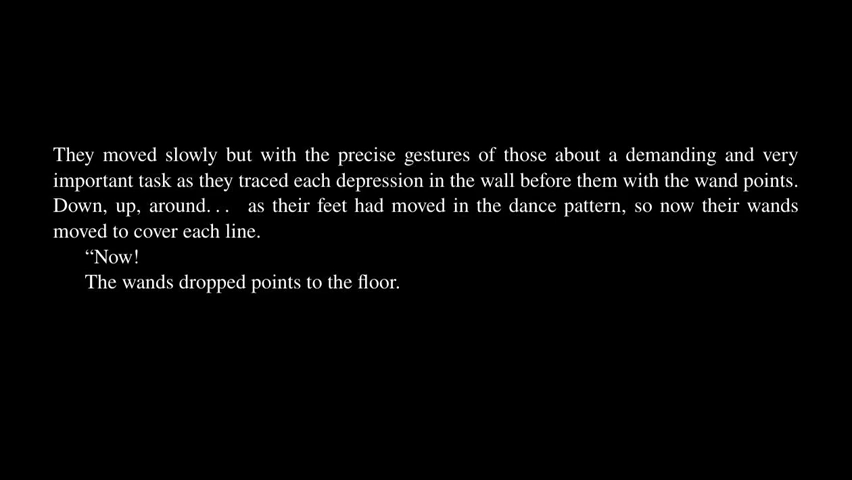 They moved slowly but with the precise gestures of those about a demanding and very
important task as they traced each depression in the wall before them with the wand points.
Down, up, around. . .  as their feet had moved in the dance pattern, so now their wands
moved to cover each line.
“Now!
The wands dropped points to the floor.